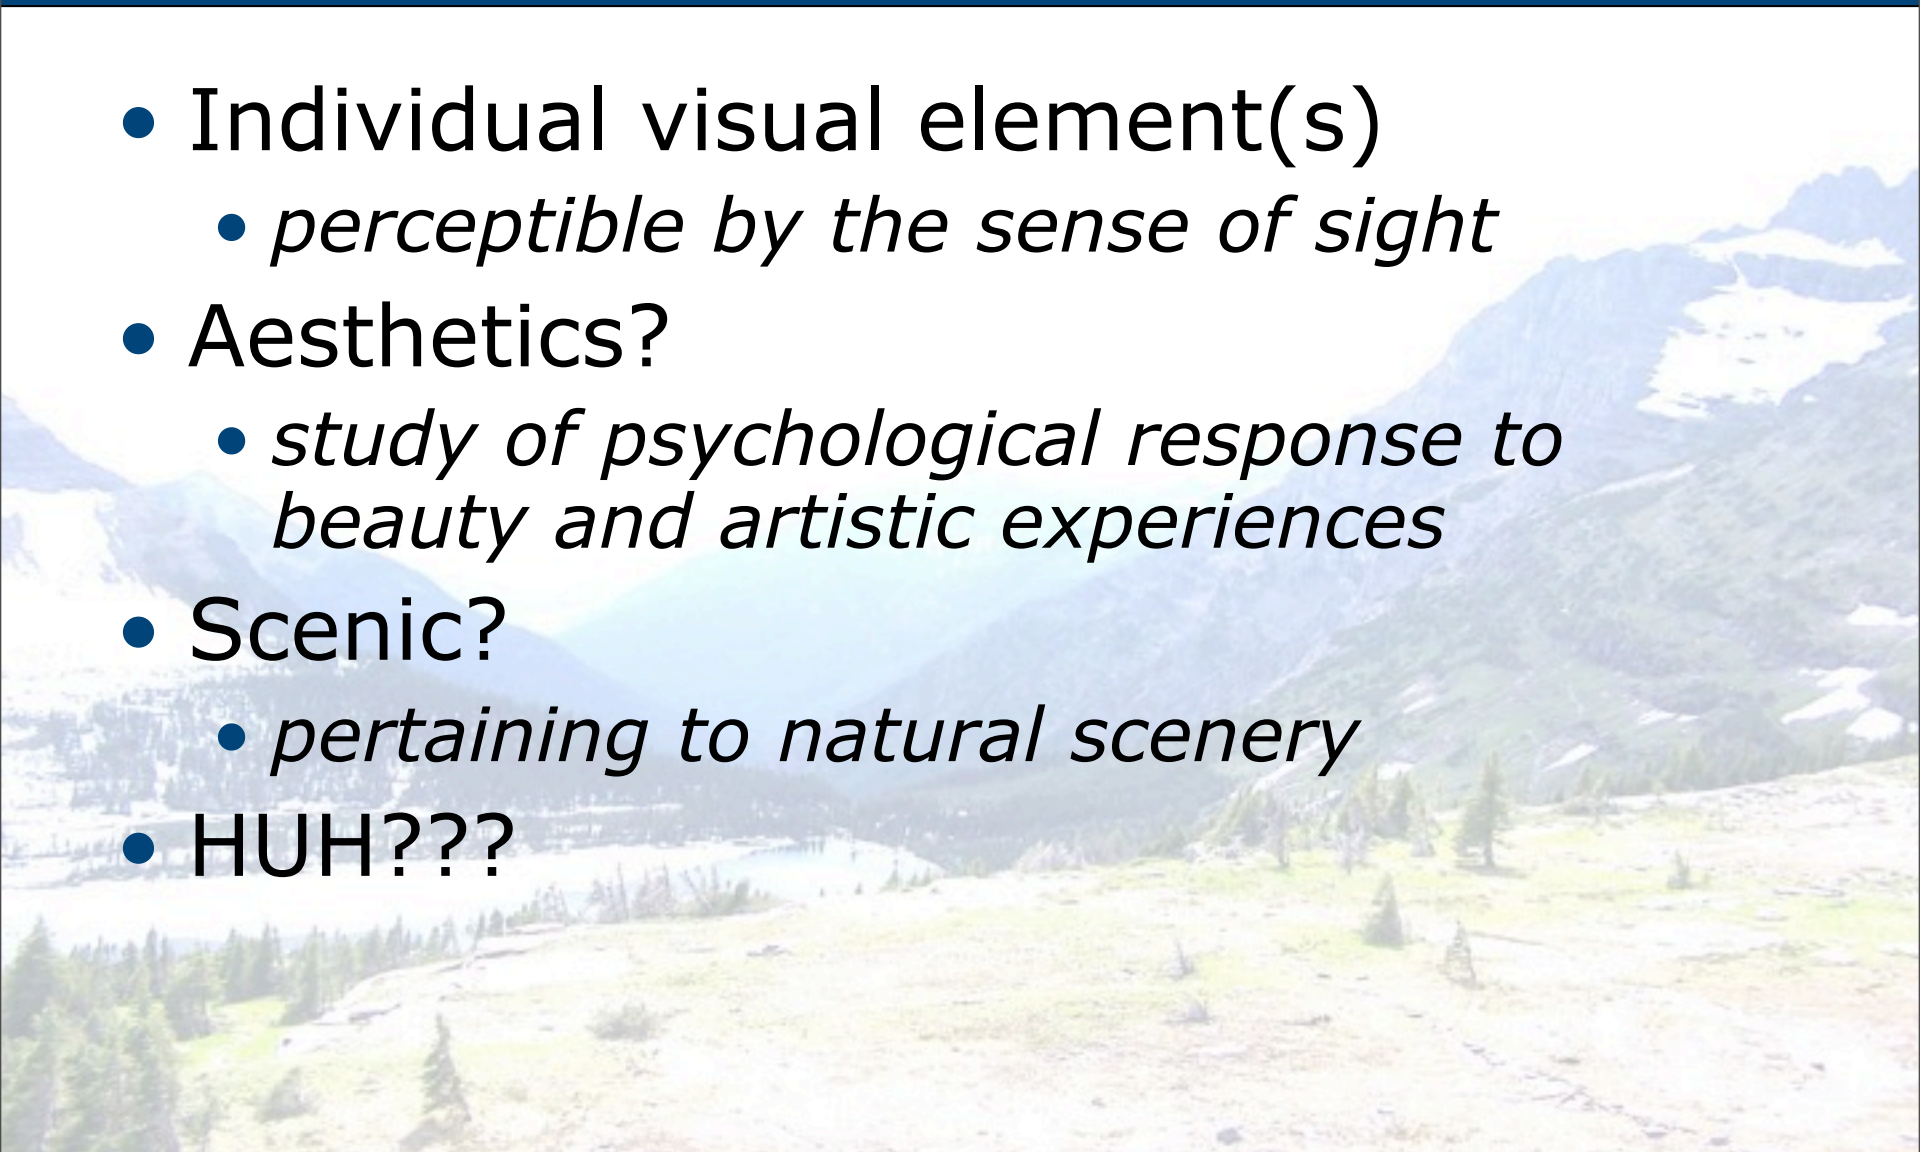 • Individual visual element(s)
• perceptible by the sense of sight
• Aesthetics?
• study of psychological response to
beauty and artistic experiences
• Scenic?
• pertaining to natural scenery
• HUH???